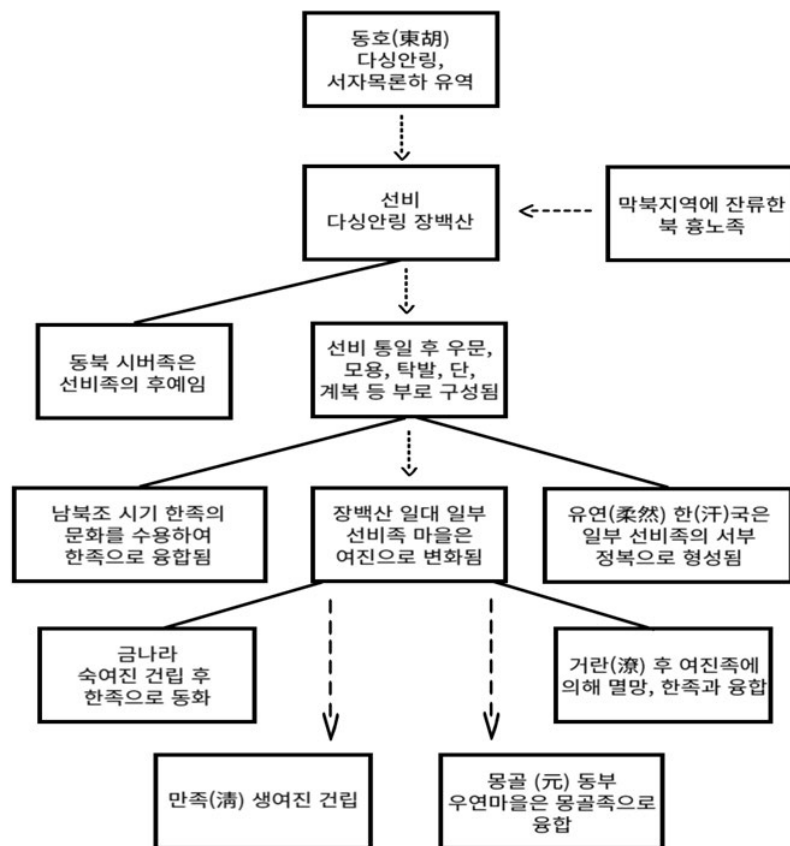 동호(東胡)
다싱안링,
서자목론하 유역
선비
다싱안링 장백산
막북지역에 잔류한
북 흉노족
동북 시버족은
선비족의 후예임
선비 통일 후 우문,
모용, 탁발, 단,
계복 등 부로 구성됨
남북조 시기 한족의
문화를 수용하여
한족으로 융합됨
장백산 일대 일부
선비족 마을은
여진으로 변화됨
유연(柔然) 한(汗)국은
일부 선비족의 서부
정복으로 형성됨
금나라
숙여진 건립 후
한족으로 동화
거란(潦) 후 여진족에
의해 멸망, 한족과 융합
만족(淸) 생여진 건립
몽골 (元) 동부
우연마을은 몽골족으로
융합